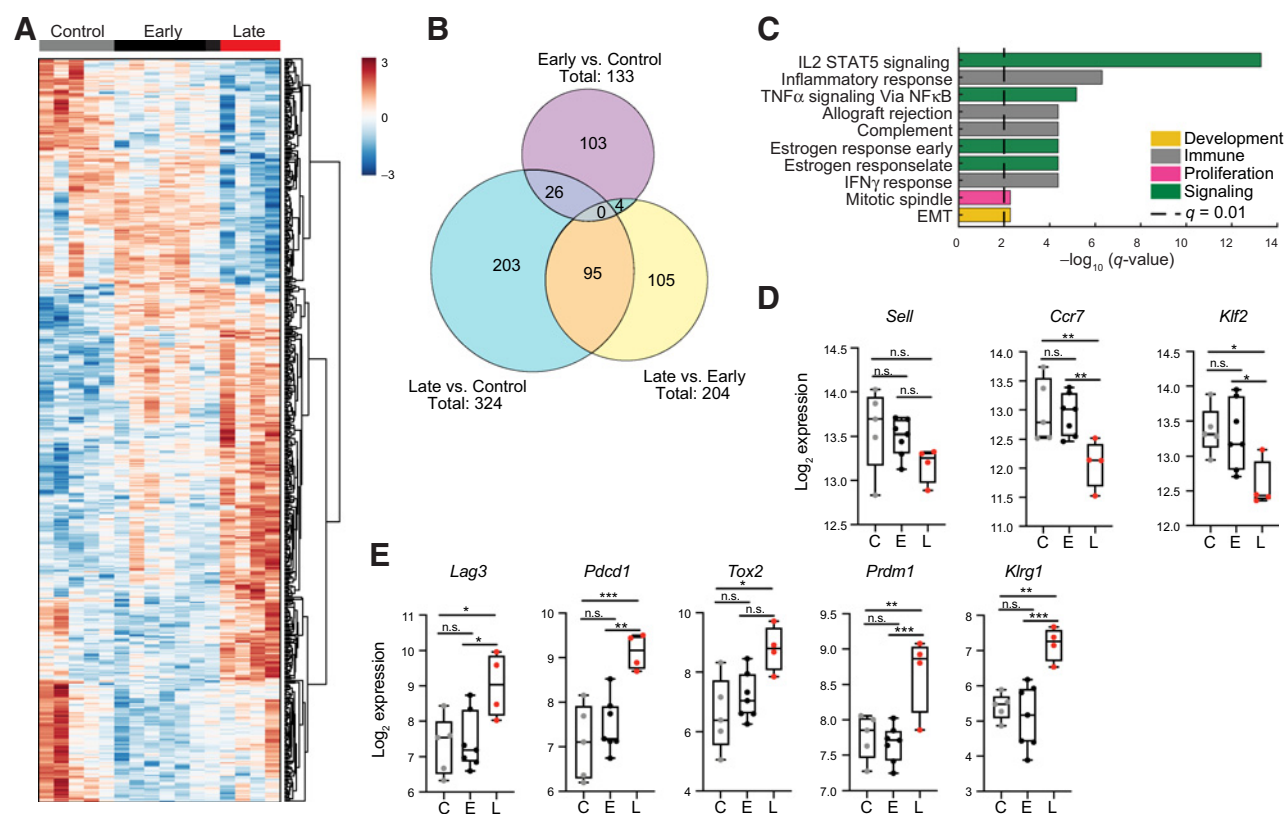 A
Control Early Late
3
0
−3
B
Early vs. Control
Total: 133
103
26
4
0
203
95
105
Late vs. Control
Total: 324
Late vs. Early
Total: 204
C
IL2 STAT5 signaling
Inflammatory response
TNFα signaling Via NFκB
Allograft rejection
Complement
Estrogen response early
Estrogen responselate
IFNγ response
Mitotic spindle
EMT
Development
Immune
Proliferation
Signaling
q = 0.01
0 2 4 6 8 10 12 14
−log10 (q-value)
D
Sell
14.5
14.0
13.5
13.0
12.5
Log2 expression
n.s.
n.s.
n.s.
C E L
Ccr7
14.0
13.5
13.0
12.5
12.0
11.5
11.0
**
n.s.
**
C E L
Klf2
14.5
14.0
13.5
13.0
12.5
12.0
*
n.s.
*
C E L
E
Lag3
11
10
9
8
7
6
Log2 expression
*
n.s.
*
C E L
Pdcd1
10
9
8
7
6
***
n.s.
**
C E L
Tox2
10
8
6
4
*
n.s.
n.s.
C E L
Prdm1
9.5
9.0
8.5
8.0
7.5
7.0
**
n.s.
***
C E L
Klrg1
8
7
6
5
4
3
**
n.s.
***
C E L